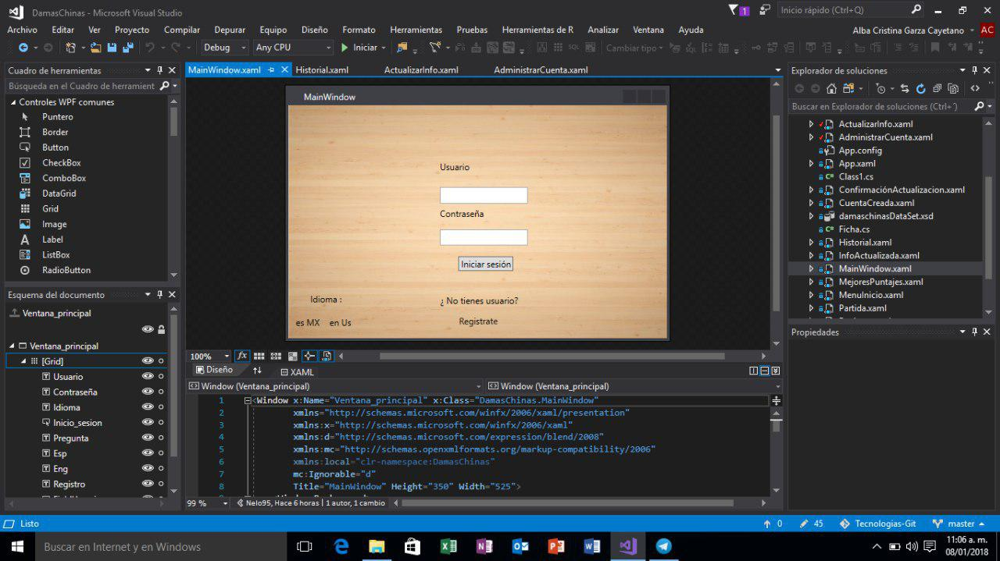 DamasChinas - Microsoft Visual Studio
1
Inicio rápido (Ctrl+Q)
Archivo Editar Ver Proyecto Compilar Depurar Equipo Diseño Formato Herramientas Pruebas Herramientas de R Analizar Ventana Ayuda
Alba Cristina Garza Cayetano AC
Debug Any CPU Iniciar SQL Cambiar tipo
Cuadro de herramientas
Búsqueda en el Cuadro de herramient
Controles WPF comunes
Puntero
Border
Button
CheckBox
ComboBox
DataGrid
Grid
Image
Label
ListBox
RadioButton
Esquema del documento
Ventana_principal
Ventana_principal
[Grid]
Usuario
Contraseña
Idioma
Inicio_sesion
Pregunta
Esp
Eng
Registro
MainWindow.xaml Historial.xaml ActualizarInfo.xaml AdministrarCuenta.xaml
MainWindow
Usuario
Contraseña
Iniciar sesión
Idioma :
¿ No tienes usuario?
es MX en Us
Registrate
100% fx
Diseño XAML
Window (Ventana_principal) Window (Ventana_principal)
1 <Window x:Name="Ventana_principal" x:Class="DamasChinas.MainWindow"
2 xmlns="http://schemas.microsoft.com/winfx/2006/xaml/presentation"
3 xmlns:x="http://schemas.microsoft.com/winfx/2006/xaml"
4 xmlns:d="http://schemas.microsoft.com/expression/blend/2008"
5 xmlns:mc="http://schemas.openxmlformats.org/markup-compatibility/2006"
6 xmlns:local="clr-namespace:DamasChinas"
7 mc:Ignorable="d"
8 Title="MainWindow" Height="350" Width="525">
99 % Nelo95, Hace 6 horas | 1 autor, 1 cambio
Explorador de soluciones
Buscar en Explorador de soluciones (Ctrl+´)
ActualizarInfo.xaml
AdministrarCuenta.xaml
App.config
App.xaml
Class1.cs
ConfirmaciónActualizacion.xaml
CuentaCreada.xaml
damaschinasDataSet.xsd
Ficha.cs
Historial.xaml
InfoActualizada.xaml
MainWindow.xaml
MejoresPuntajes.xaml
MenuInicio.xaml
Partida.xaml
Propiedades
Listo
0 45 Tecnologias-Git master
Buscar en Internet y en Windows
11:06 a. m.
08/01/2018